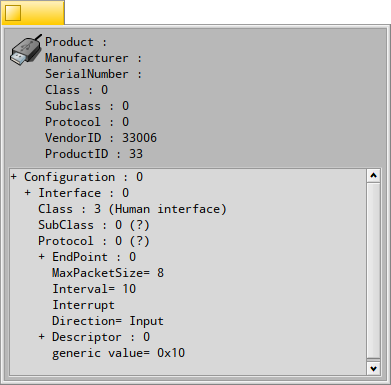 Product :
Manufacturer :
SerialNumber :
Class : 0
Subclass : 0
Protocol : 0
VendorID : 33006
ProductID : 33
+ Configuration : 0
+ Interface : 0
Class : 3 (Human interface)
SubClass : 0 (?)
Protocol : 0 (?)
+ EndPoint : 0
MaxPacketSize= 8
Interval= 10
Interrupt
Direction= Input
+ Descriptor : 0
generic value= 0x10